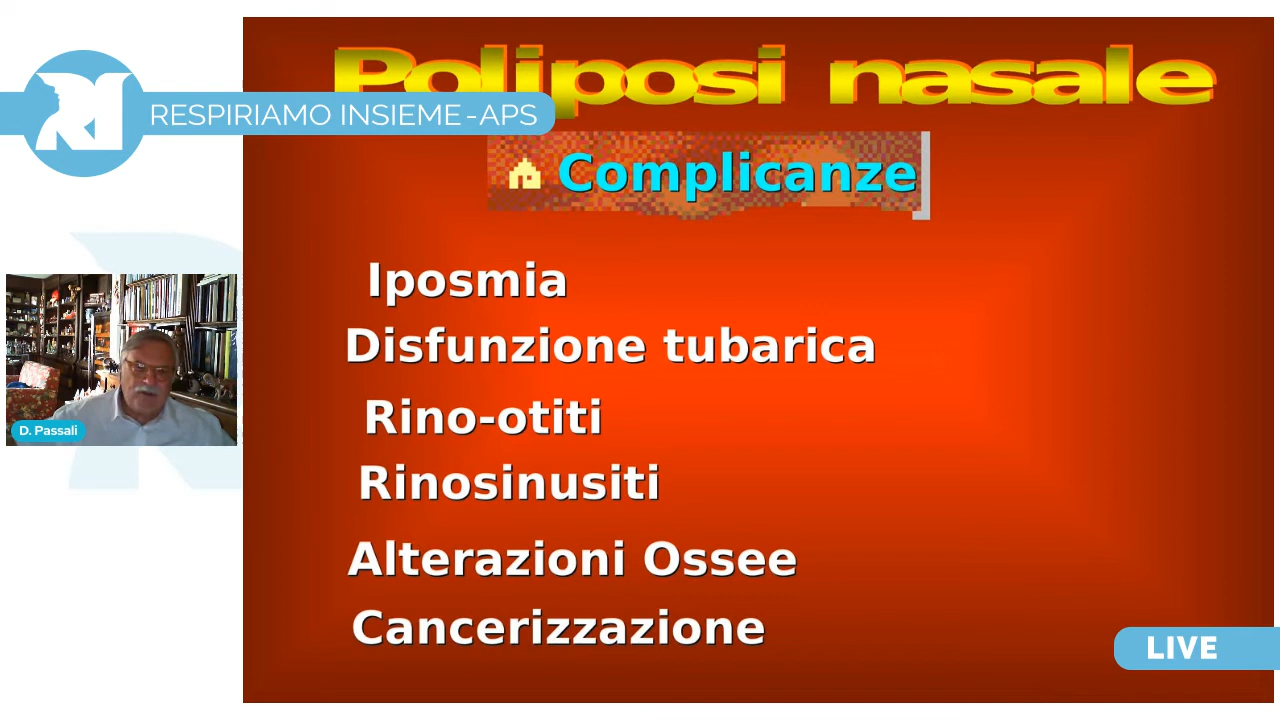 Poliposi nasale
RESPIRIAMO INSIEME-APS
Complicanze
Iposmia
Disfunzione tubarica
Rino-otiti
Rinosinusiti
D. Passali
Alterazioni Ossee
Cancerizzazione
LIVE